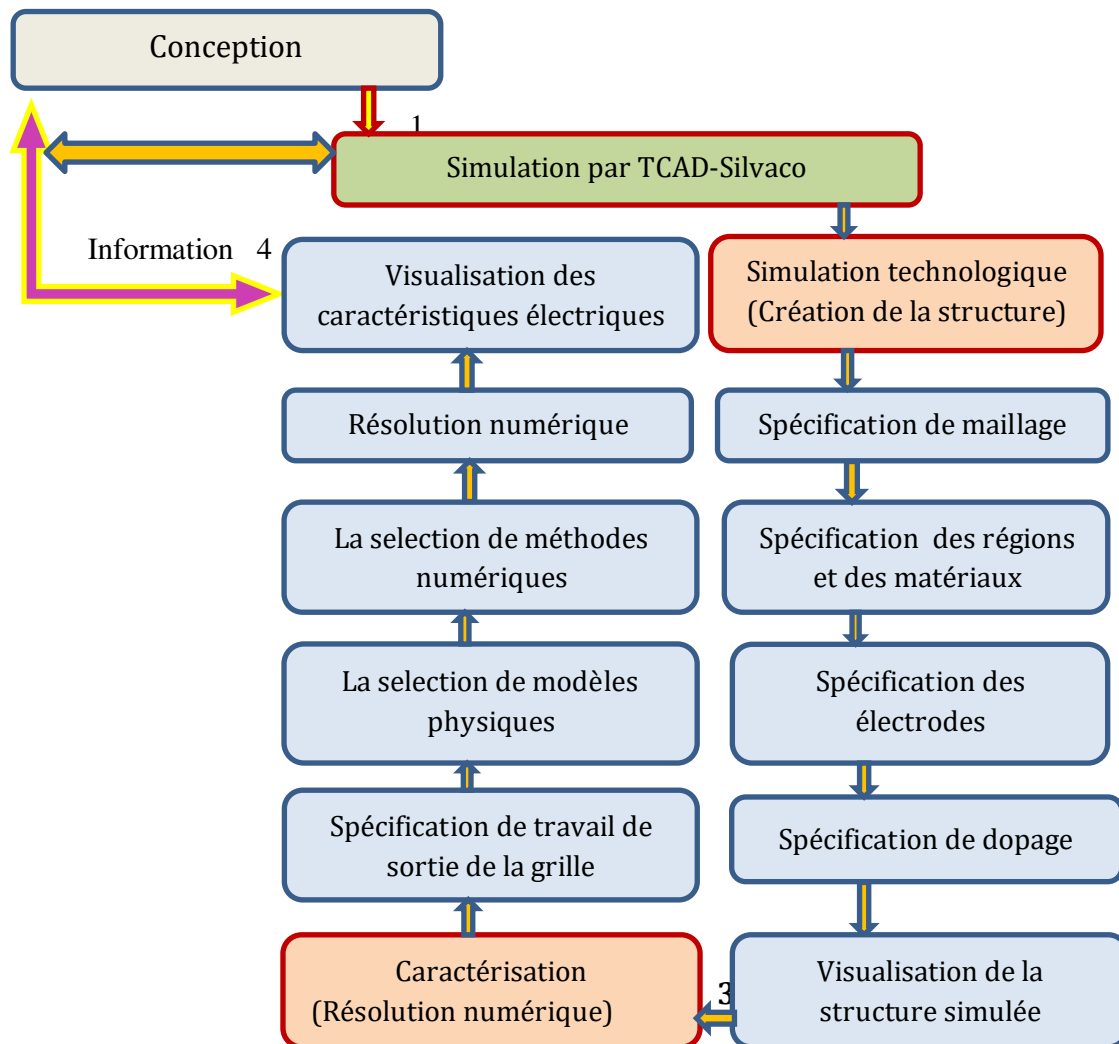 Conception
1
Simulation par TCAD-Silvaco
Information 4
Visualisation des
caractéristiques électriques
Simulation technologique
(Création de la structure)
Résolution numérique
Spécification de maillage
La selection de méthodes
numériques
Spécification des régions
et des matériaux
La selection de modèles
physiques
Spécification des
électrodes
Spécification de travail de
sortie de la grille
Spécification de dopage
Caractérisation
(Résolution numérique)
3
Visualisation de la
structure simulée